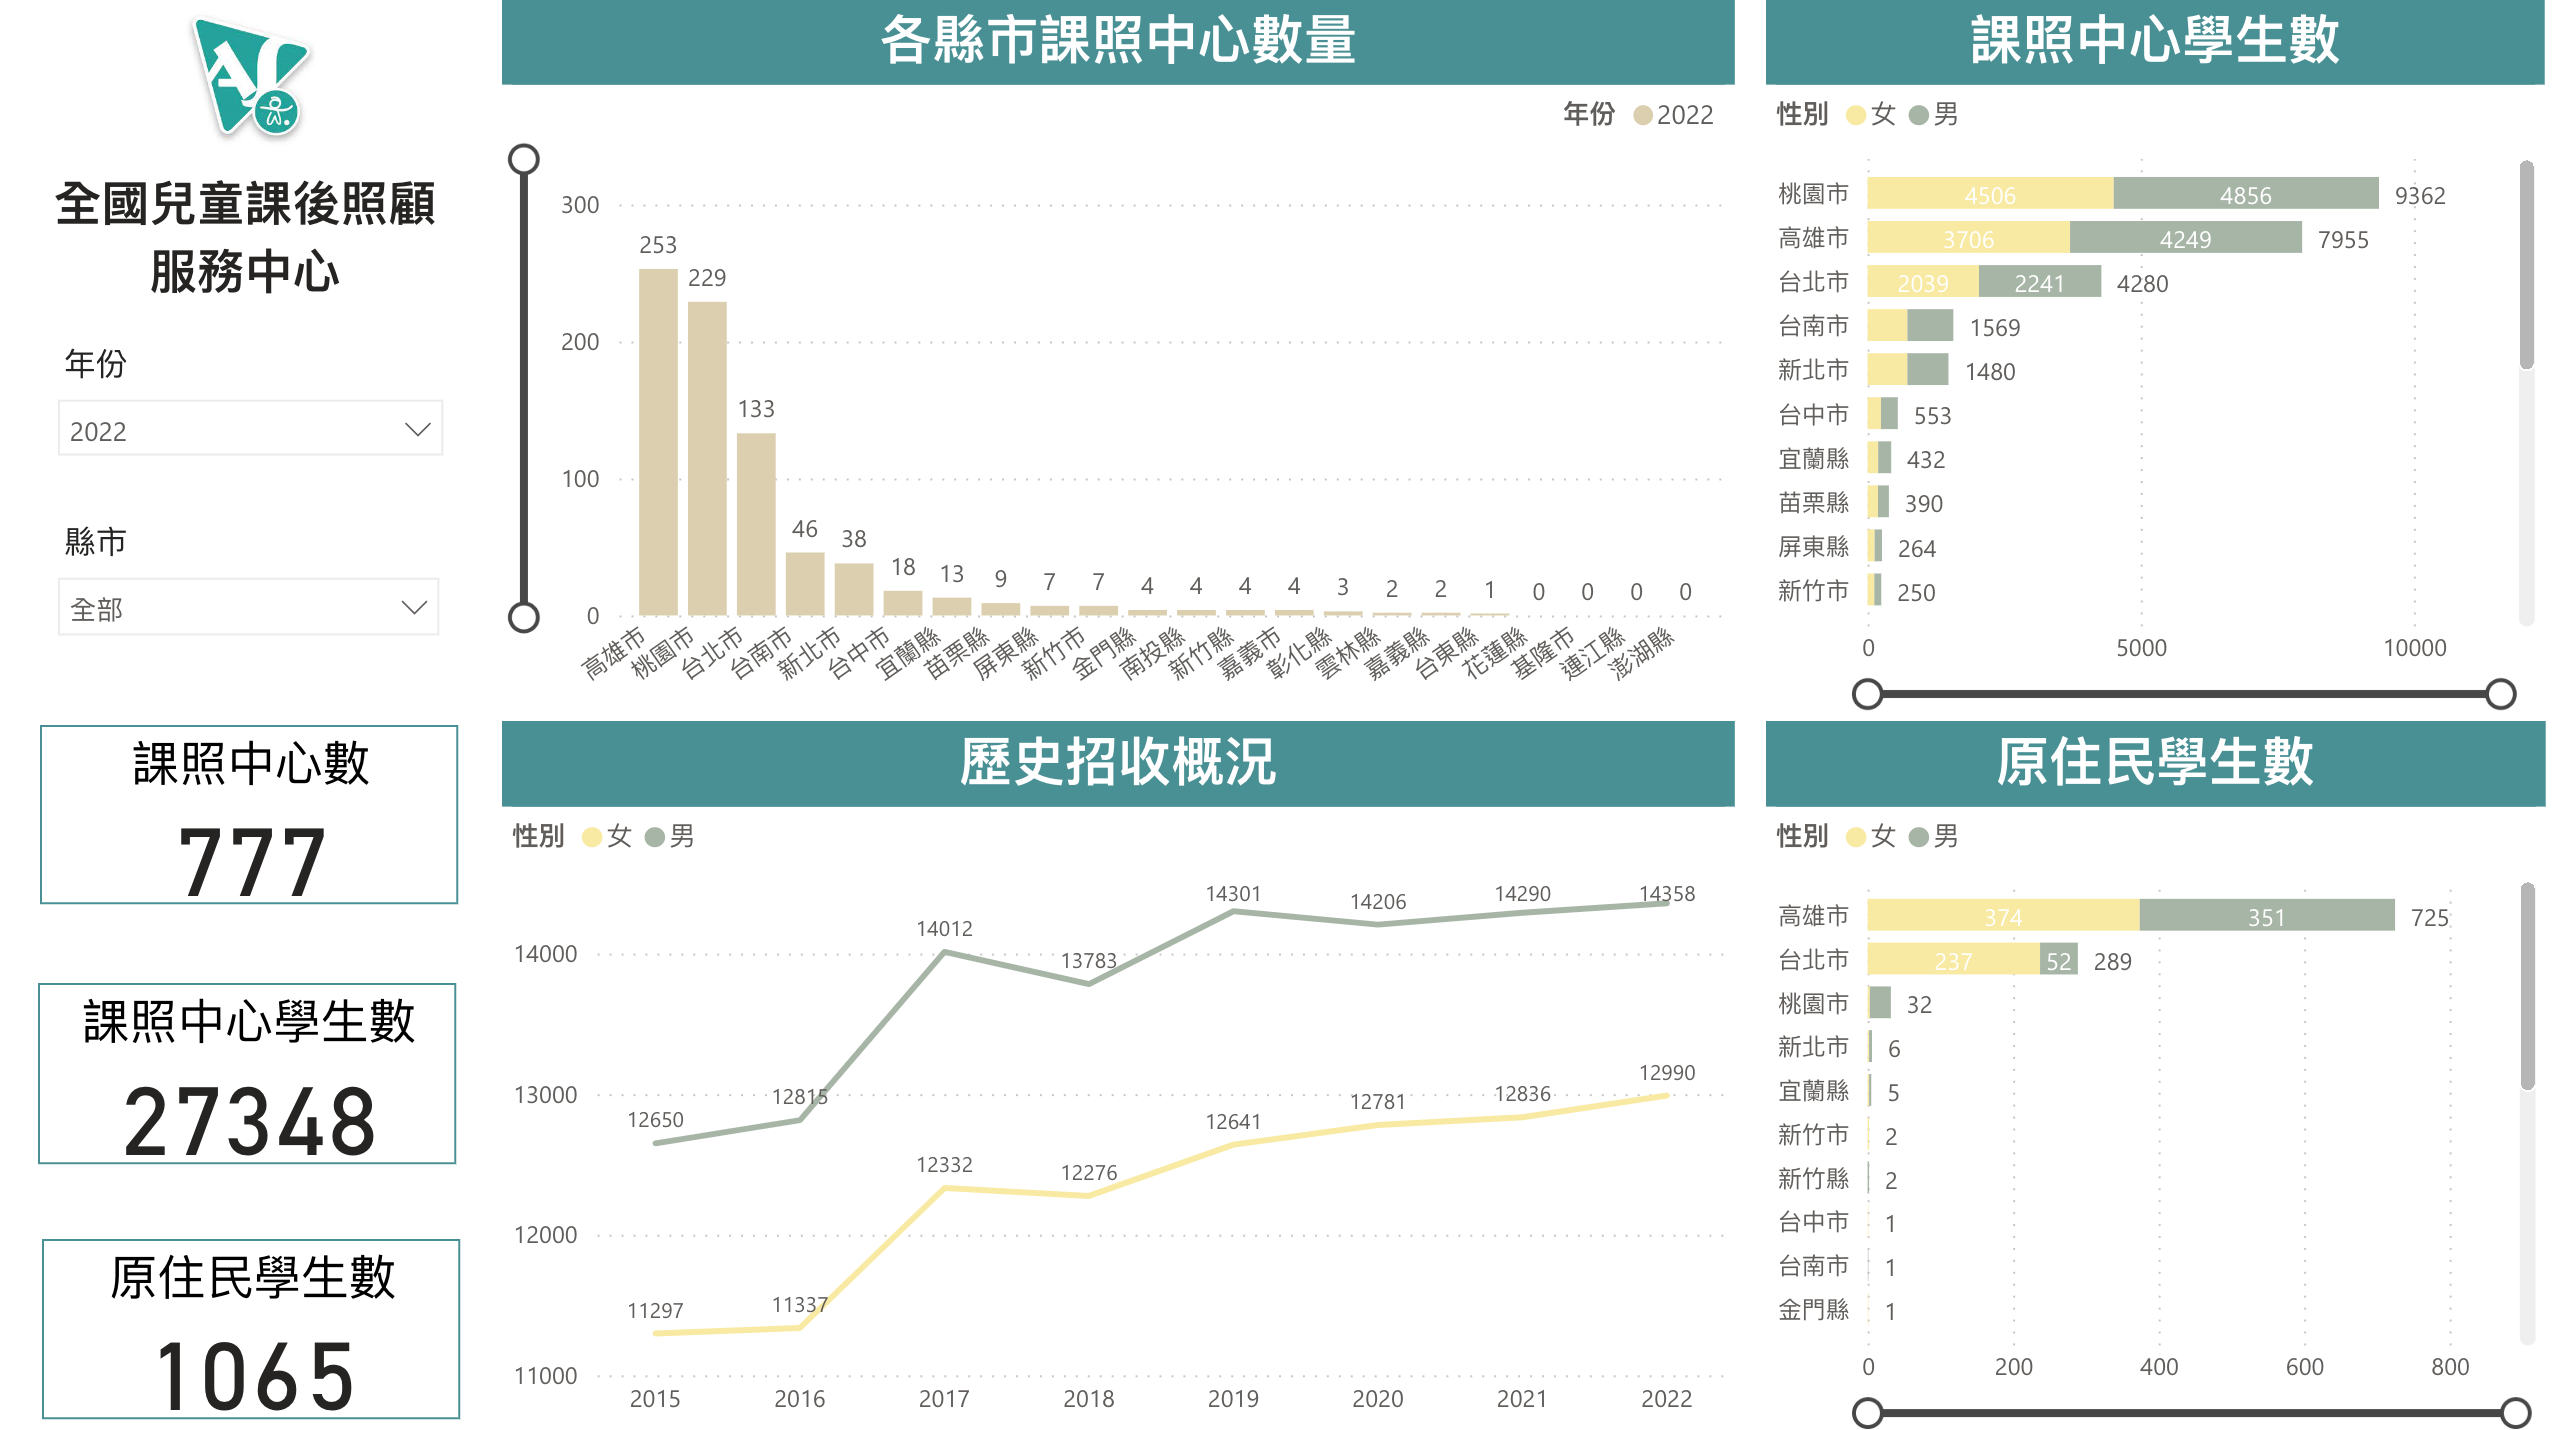 全國兒童課後照顧
服務中心
年份
2022
縣市
全部
課照中心數
777
課照中心學生數
27348
原住民學生數
1065
各縣市課照中心數量
年份 2022
300
200
100
0
253
229
133
46
38
18
13
9
7
7
4
4
4
4
3
2
2
1
0
0
0
0
高雄市
桃園市
台北市
台南市
新北市
台中市
宜蘭縣
苗栗縣
屏東縣
新竹市
金門縣
南投縣
新竹縣
嘉義市
彰化縣
雲林縣
嘉義縣
台東縣
花蓮縣
基隆市
連江縣
澎湖縣
課照中心學生數
性別 女 男
桃園市 4506 4856 9362
高雄市 3706 4249 7955
台北市 2039 2241 4280
台南市 1569
新北市 1480
台中市 553
宜蘭縣 432
苗栗縣 390
屏東縣 264
新竹市 250
0 5000 10000
歷史招收概況
性別 女 男
14000
13000
12000
11000
12650
12815
14012
13783
14301
14206
14290
14358
11297
11337
12332
12276
12641
12781
12836
12990
2015 2016 2017 2018 2019 2020 2021 2022
原住民學生數
性別 女 男
高雄市 374 351 725
台北市 237 52 289
桃園市 32
新北市 6
宜蘭縣 5
新竹市 2
新竹縣 2
台中市 1
台南市 1
金門縣 1
0 200 400 600 800